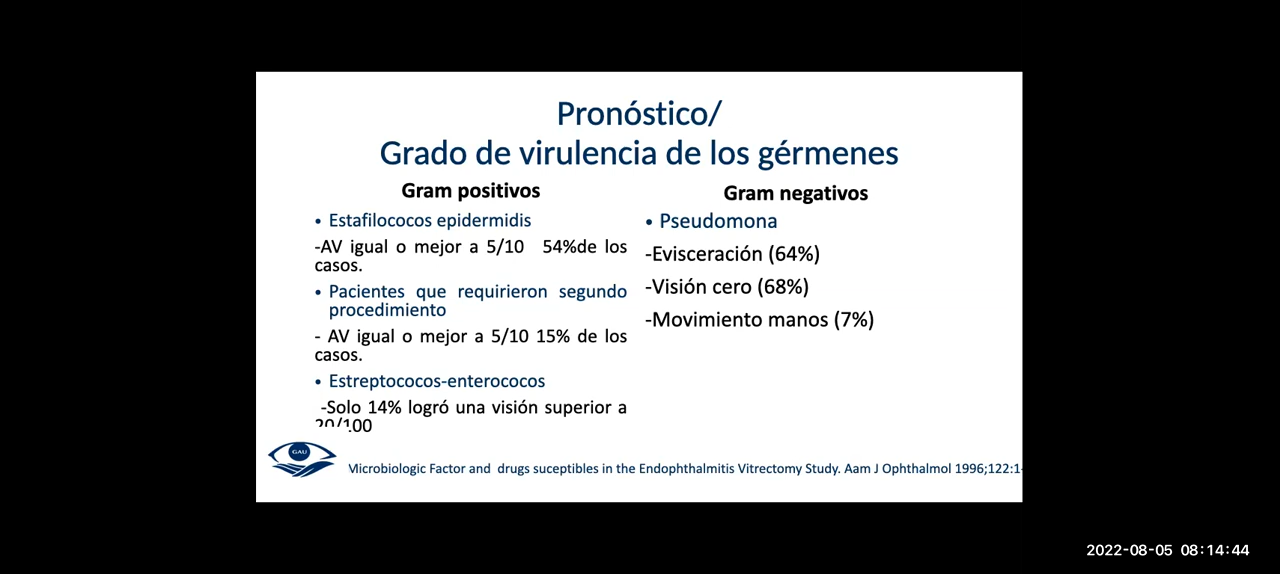 Pronóstico/
Grado de virulencia de los gérmenes
Gram positivos
• Estafilococos epidermidis
-AV igual o mejor a 5/10 54%de los
casos.
• Pacientes que requirieron segundo
procedimiento
- AV igual o mejor a 5/10 15% de los
casos.
• Estreptococos-enterococos
-Solo 14% logró una visión superior a
20/100
Gram negativos
• Pseudomona
-Evisceración (64%)
-Visión cero (68%)
-Movimiento manos (7%)
GAU
Microbiologic Factor and drugs suceptibles in the Endophthalmitis Vitrectomy Study. Aam J Ophthalmol 1996;122:1-
2022-08-05 08:14:44